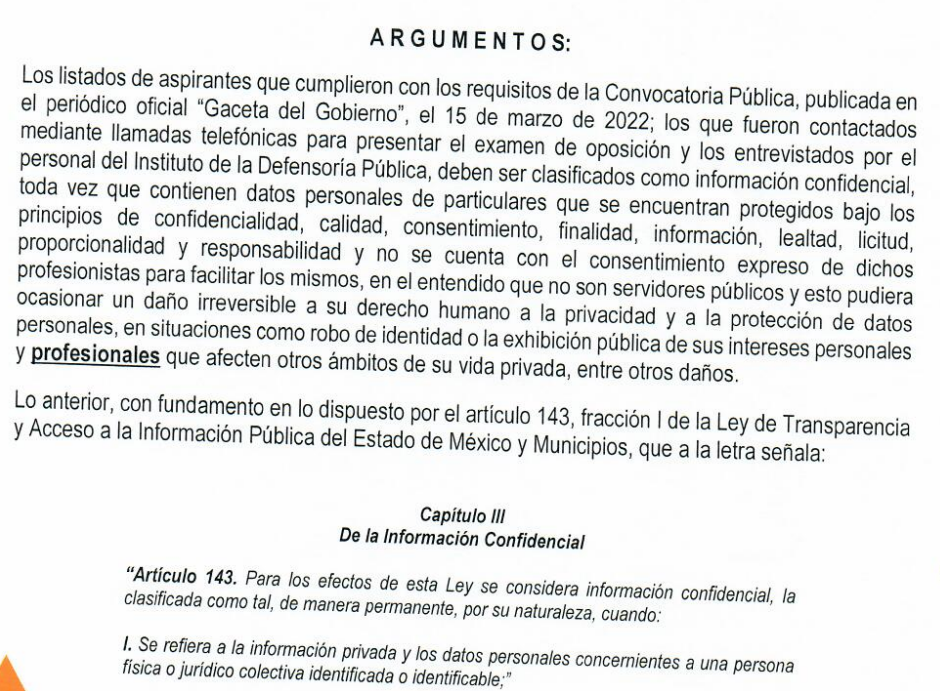 ARGUMENTOS:
Los listados de aspirantes que cumplieron con los requisitos de la Convocatoria Pública, publicada en
el periódico oficial “Gaceta del Gobierno”, el 15 de marzo de 2022; los que fueron contactados
mediante llamadas telefónicas para presentar el examen de oposición y los entrevistados por el
personal del Instituto de la Defensoría Pública, deben ser clasificados como información confidencial,
toda vez que contienen datos personales de particulares que se encuentran protegidos bajo los
principios de confidencialidad, calidad, consentimiento, finalidad, información, lealtad, licitud,
proporcionalidad y responsabilidad y no se cuenta con el consentimiento expreso de dichos
profesionistas para facilitar los mismos, en el entendido que no son servidores públicos y esto pudiera
ocasionar un daño irreversible a su derecho humano a la privacidad y a la protección de datos
personales, en situaciones como robo de identidad o la exhibición pública de sus intereses personales
y profesionales que afecten otros ámbitos de su vida privada, entre otros daños.
Lo anterior, con fundamento en lo dispuesto por el artículo 143, fracción I de la Ley de Transparencia
y Acceso a la Información Pública del Estado de México y Municipios, que a la letra señala:
Capítulo III
De la Información Confidencial
“Artículo 143. Para los efectos de esta Ley se considera información confidencial, la
clasificada como tal, de manera permanente, por su naturaleza, cuando:
I. Se refiera a la información privada y los datos personales concernientes a una persona
física o jurídico colectiva identificada o identificable;”